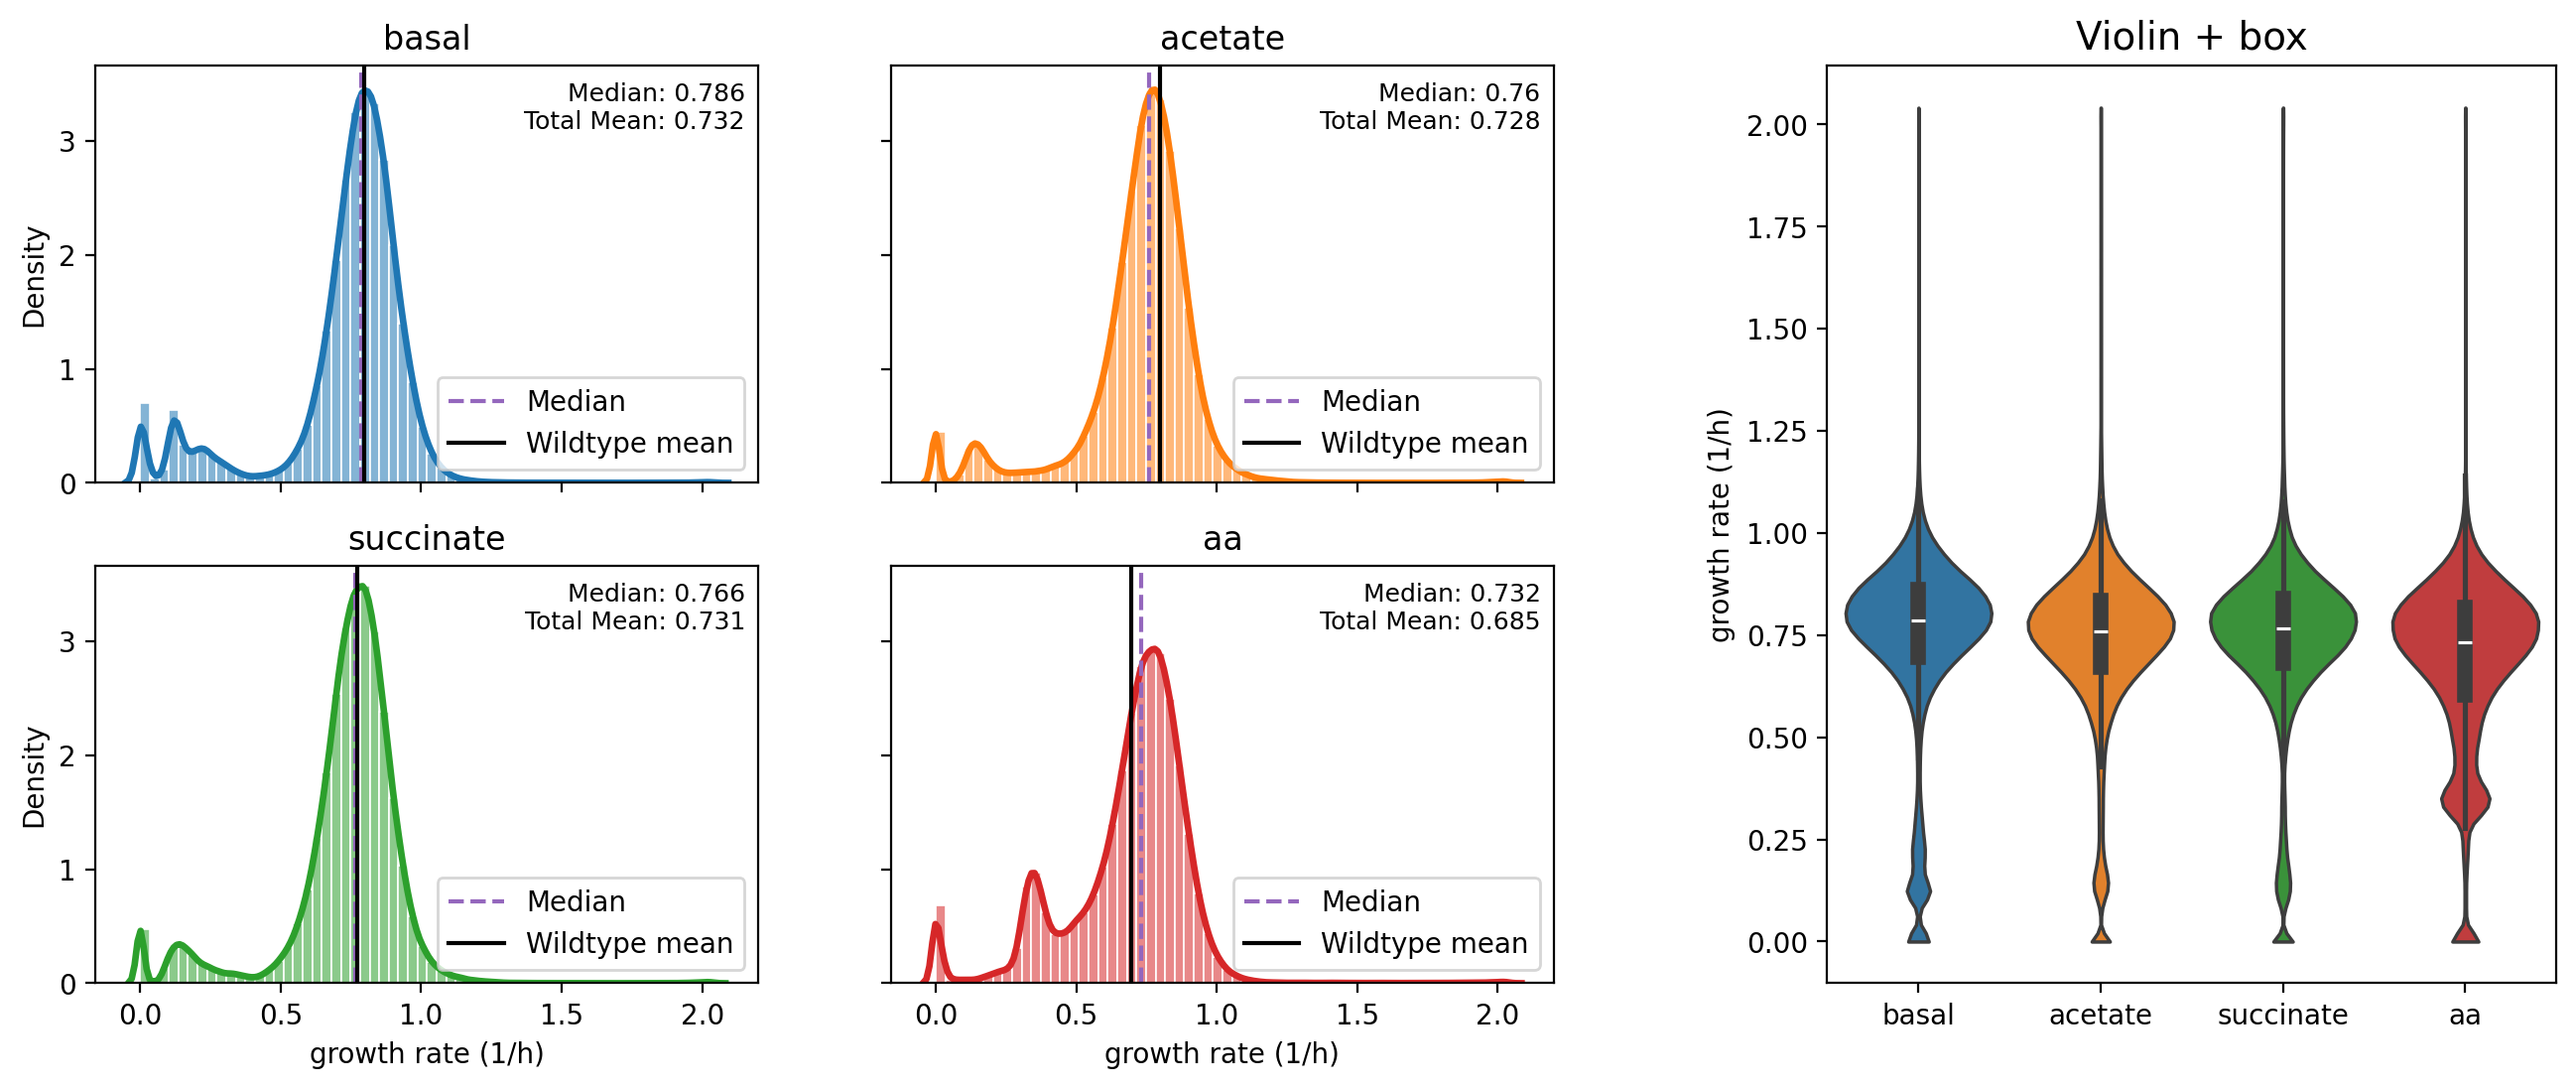 basal
Median: 0.786
Total Mean: 0.732
Density
3
2
1
0
Median
Wildtype mean
acetate
Median: 0.76
Total Mean: 0.728
Median
Wildtype mean
succinate
Median: 0.766
Total Mean: 0.731
Density
3
2
1
0
Median
Wildtype mean
0.0 0.5 1.0 1.5 2.0
growth rate (1/h)
aa
Median: 0.732
Total Mean: 0.685
Median
Wildtype mean
0.0 0.5 1.0 1.5 2.0
growth rate (1/h)
Violin + box
growth rate (1/h)
2.00
1.75
1.50
1.25
1.00
0.75
0.50
0.25
0.00
basal acetate succinate aa